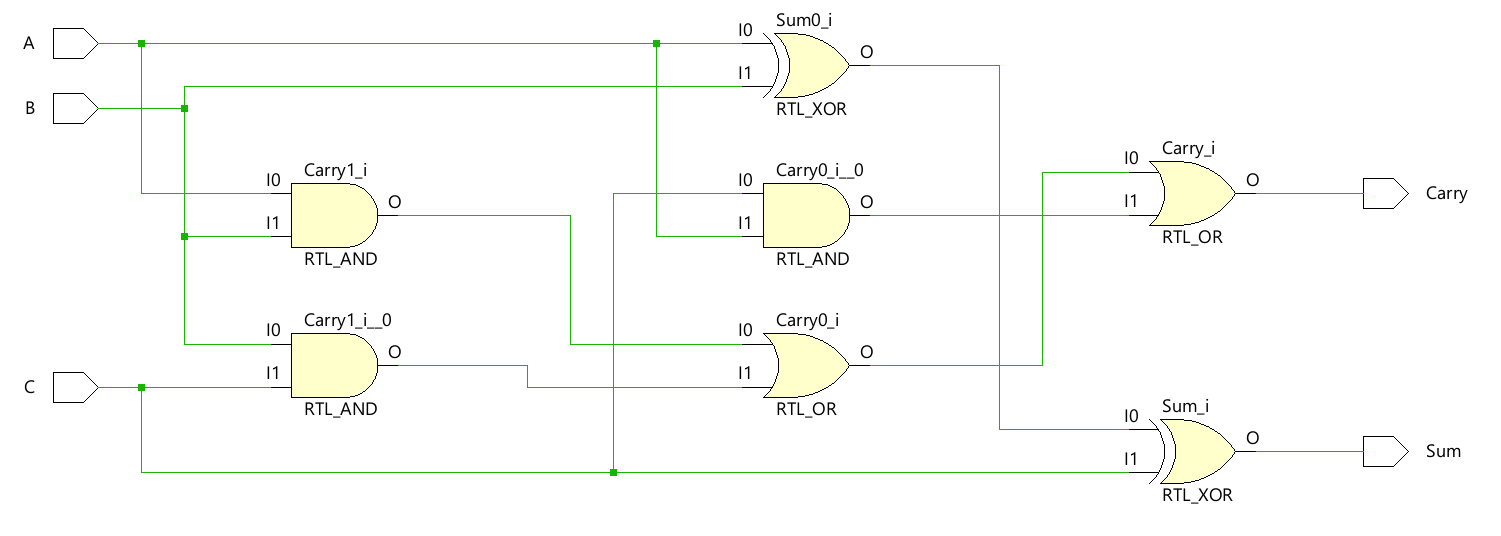 Sum0_i
A
I0
O
I1
B
RTL_XOR
Carry1_i
I0
O
I1
RTL_AND
Carry0_i__0
I0
O
I1
RTL_AND
Carry_i
I0
O
I1
RTL_OR
Carry
Carry1_i__0
I0
O
I1
RTL_AND
C
Carry0_i
I0
O
I1
RTL_OR
Sum_i
I0
O
I1
RTL_XOR
Sum